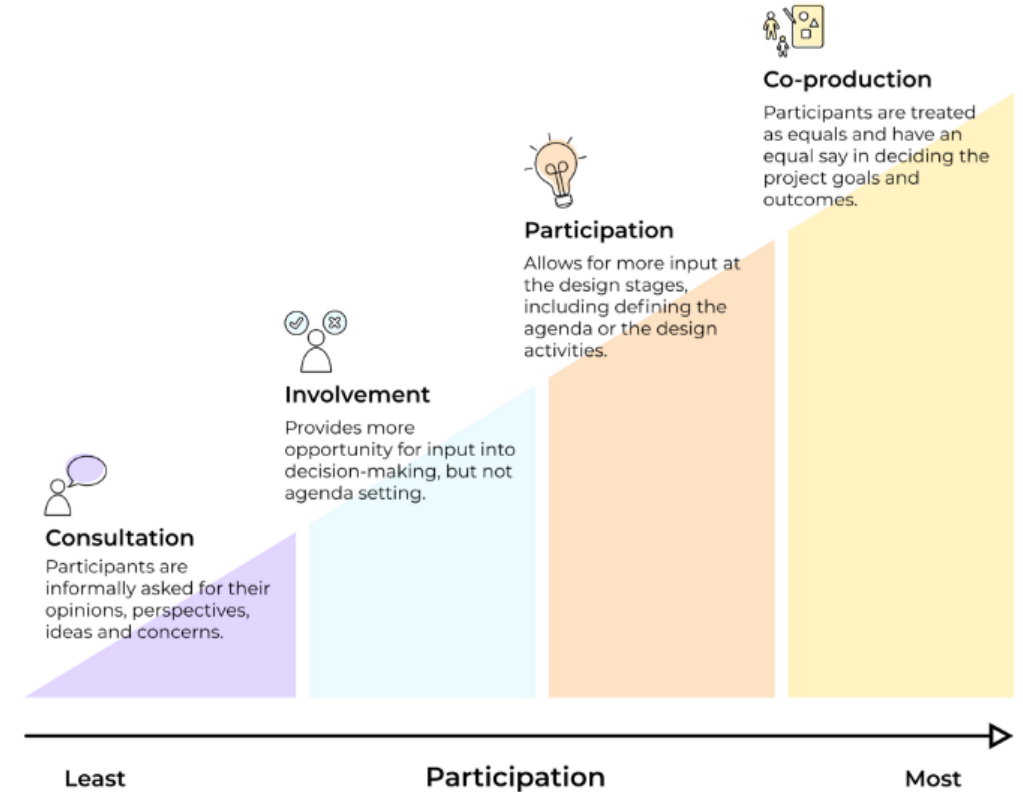 Co-production
Participants are treated
as equals and have an
equal say in deciding the
project goals and
outcomes.
Participation
Allows for more input at
the design stages,
including defining the
agenda or the design
activities.
Involvement
Provides more
opportunity for input into
decision-making, but not
agenda setting.
Consultation
Participants are
informally asked for their
opinions, perspectives,
ideas and concerns.
Least
Participation
Most